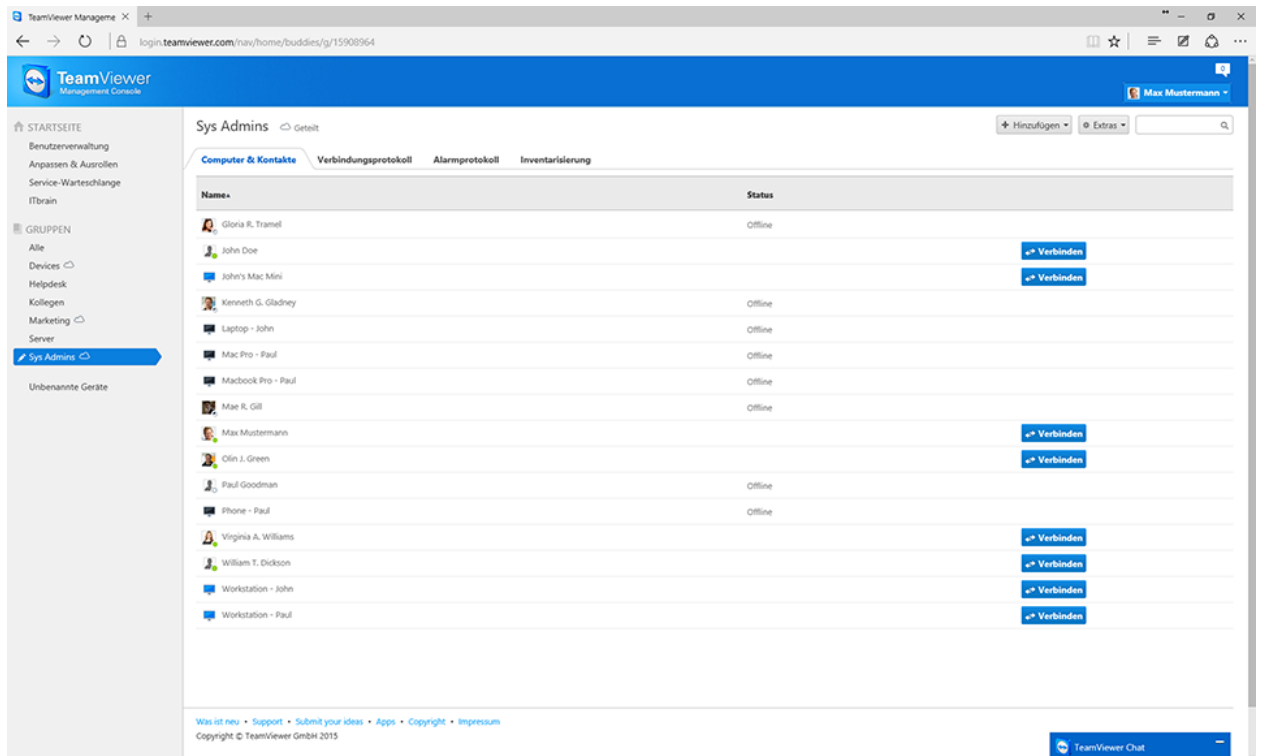 TeamViewer Manageme
login.teamviewer.com/nav/home/buddies/g/15908964
TeamViewer
Management Console
0
Max Mustermann
STARTSEITE
Benutzerverwaltung
Anpassen & Ausrollen
Service-Warteschlange
ITbrain
GRUPPEN
Alle
Devices
Helpdesk
Kollegen
Marketing
Server
Sys Admins
Unbenannte Geräte
Sys Admins Geteilt
+ Hinzufügen Extras
Computer & Kontakte Verbindungsprotokoll Alarmprotokoll Inventarisierung
Name Status
Gloria R. Tramel Offline
John Doe Verbinden
John's Mac Mini Verbinden
Kenneth G. Gladney Offline
Laptop - John Offline
Mac Pro - Paul Offline
Macbook Pro - Paul Offline
Mae R. Gill Offline
Max Mustermann Verbinden
Olin J. Green Verbinden
Paul Goodman Offline
Phone - Paul Offline
Virginia A. Williams Verbinden
William T. Dickson Verbinden
Workstation - John Verbinden
Workstation - Paul Verbinden
Was ist neu • Support • Submit your ideas • Apps • Copyright • Impressum
Copyright © TeamViewer GmbH 2015
TeamViewer Chat